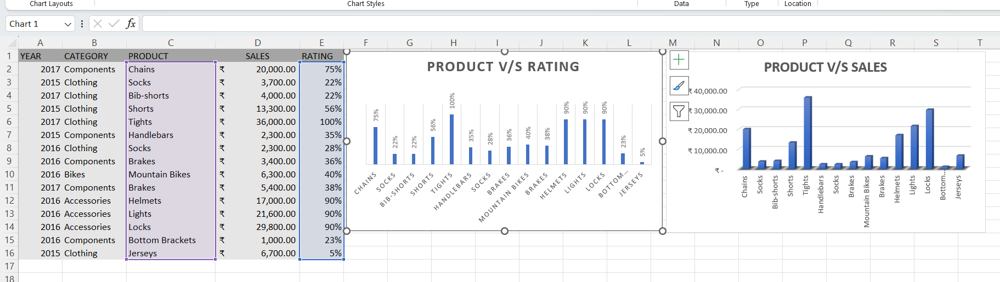 Chart Layouts Chart Styles Data Type Location
Chart 1 fx
A B C D E F G H I J K L M N O P Q R S T
1 YEAR CATEGORY PRODUCT SALES RATING
2 2017 Components Chains ₹ 20,000.00 75%
3 2015 Clothing Socks ₹ 3,700.00 22%
4 2017 Clothing Bib-shorts ₹ 4,000.00 22%
5 2015 Clothing Shorts ₹ 13,300.00 56%
6 2017 Clothing Tights ₹ 36,000.00 100%
7 2015 Components Handlebars ₹ 2,300.00 35%
8 2016 Clothing Socks ₹ 2,300.00 28%
9 2016 Components Brakes ₹ 3,400.00 36%
10 2016 Bikes Mountain Bikes ₹ 6,300.00 40%
11 2017 Components Brakes ₹ 5,400.00 38%
12 2016 Accessories Helmets ₹ 17,000.00 90%
13 2016 Accessories Lights ₹ 21,600.00 90%
14 2016 Accessories Locks ₹ 29,800.00 90%
15 2016 Components Bottom Brackets ₹ 1,000.00 23%
16 2015 Clothing Jerseys ₹ 6,700.00 5%
17
18
PRODUCT V/S RATING
75% 22% 22% 56% 100% 35% 28% 36% 40% 38% 90% 90% 90% 23% 5%
CHAINS SOCKS BIB-SHORTS SHORTS TIGHTS HANDLEBARS SOCKS BRAKES MOUNTAIN BIKES BRAKES HELMETS LIGHTS LOCKS BOTTOM... JERSEYS
PRODUCT V/S SALES
₹ 40,000.00
₹ 30,000.00
₹ 20,000.00
₹ 10,000.00
₹ -
Chains Socks Bib-shorts Shorts Tights Handlebars Socks Brakes Mountain Bikes Brakes Helmets Lights Locks Bottom... Jerseys